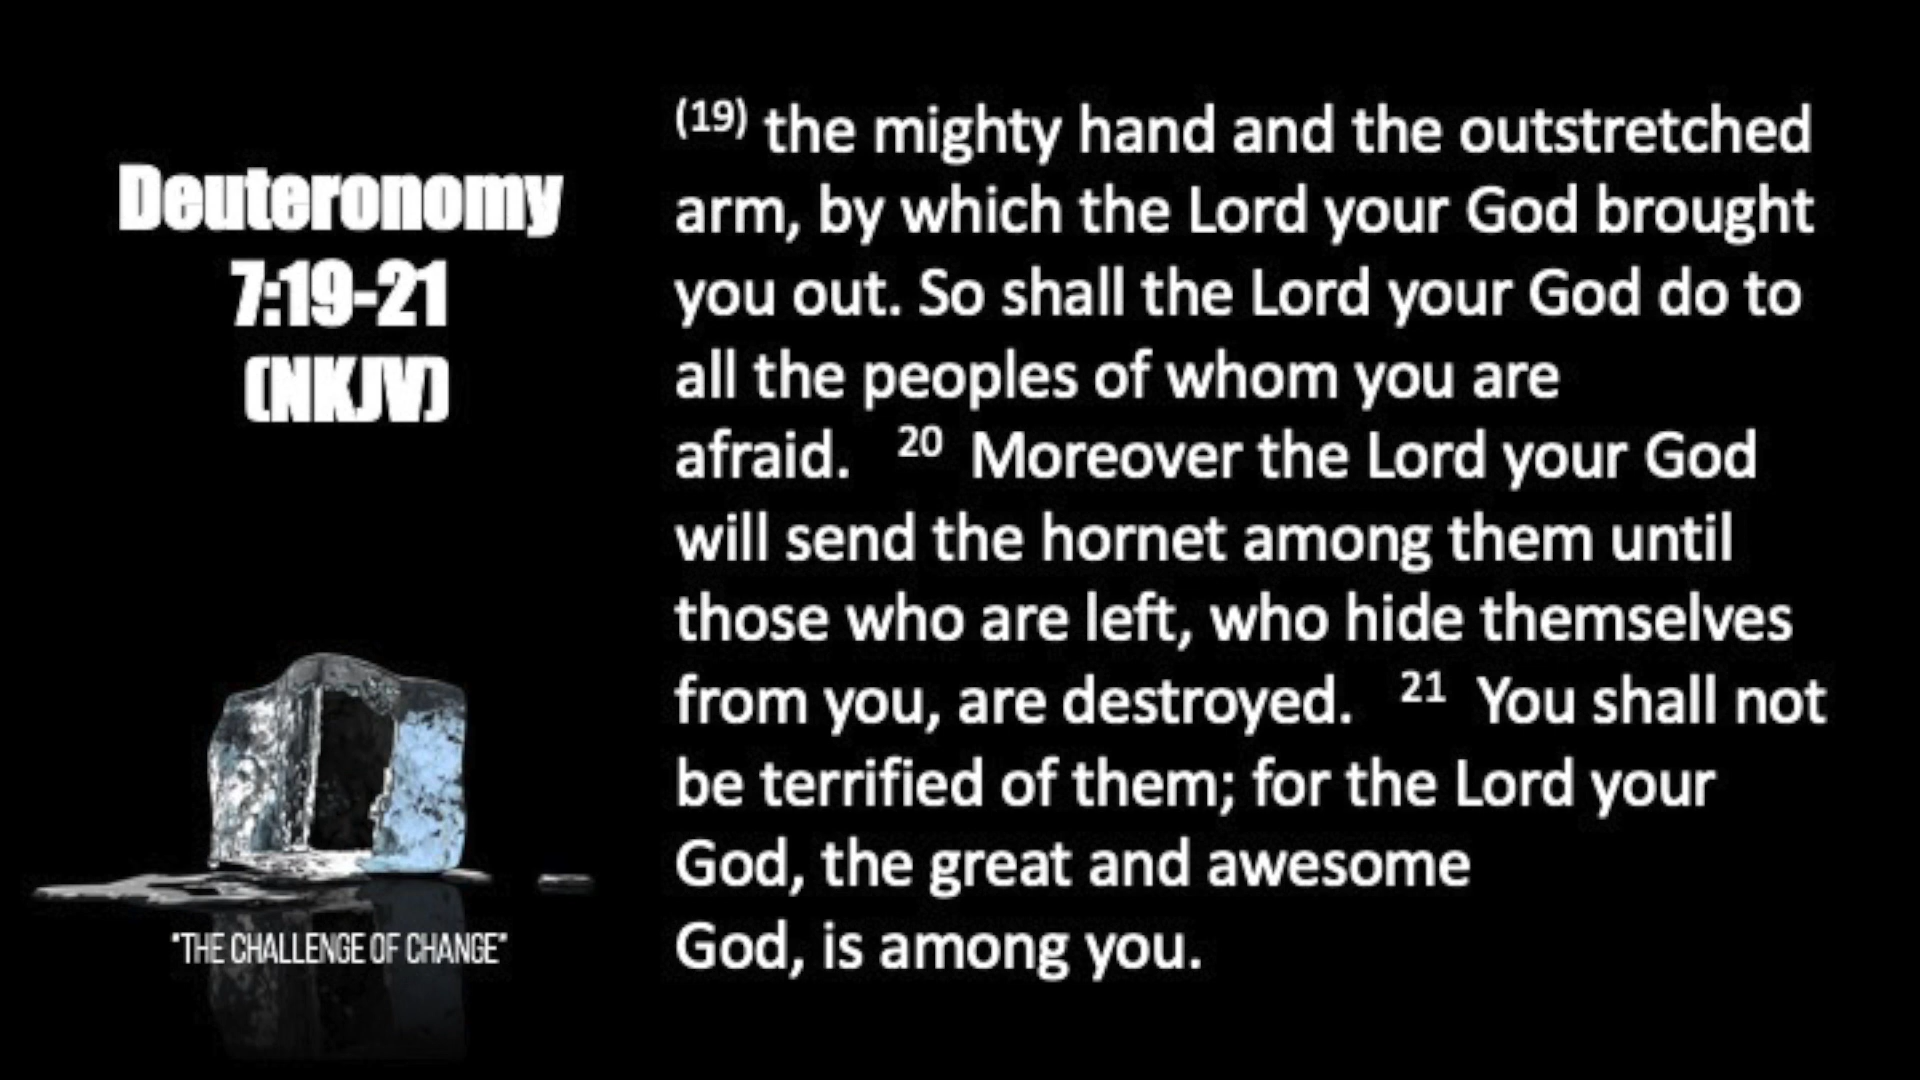 Deuteronomy
7:19-21
(NKJV)
"THE CHALLENGE OF CHANGE"
(19) the mighty hand and the outstretched
arm, by which the Lord your God brought
you out. So shall the Lord your God do to
all the peoples of whom you are
afraid. 20 Moreover the Lord your God
will send the hornet among them until
those who are left, who hide themselves
from you, are destroyed. 21 You shall not
be terrified of them; for the Lord your
God, the great and awesome
God, is among you.